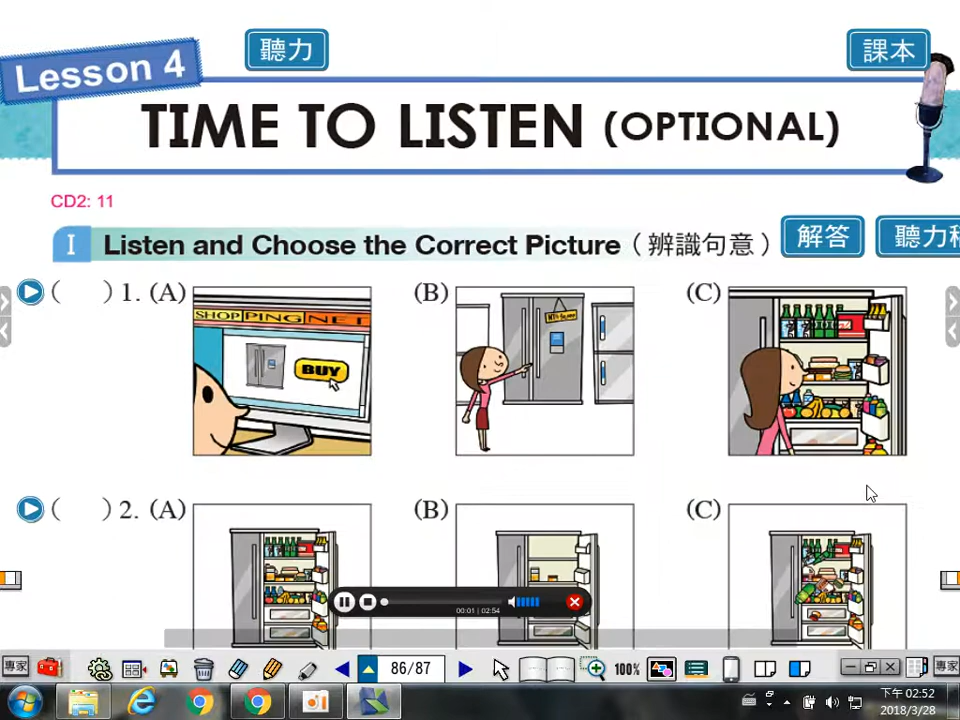 Lesson 4
聽力
課本
TIME TO LISTEN (OPTIONAL)
CD2: 11
I Listen and Choose the Correct Picture（辨識句意）
解答
聽力
( ) 1. (A)
SHOPPING NET
BUY
(B)
(C)
( ) 2. (A)
(B)
(C)
00:01 | 02:54
專家
86/87
100%
專家
下午 02:52
2018/3/28